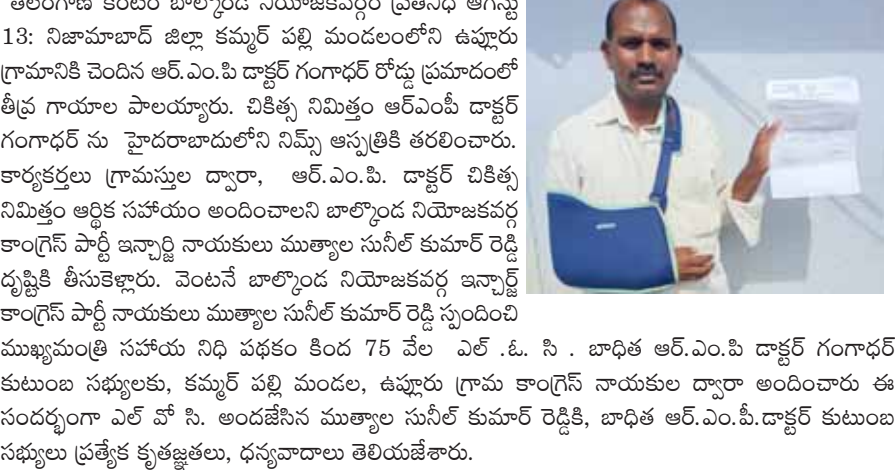 తెలంగాణ కెరటం బాల్కొండ నియోజకవర్గం ప్రతినిధి ఆగస్టు
13: నిజామాబాద్ జిల్లా కమ్మర్ పల్లి మండలంలోని ఉప్లూరు
గ్రామానికి చెందిన ఆర్.ఎం.పి డాక్టర్ గంగాధర్ రోడ్డు ప్రమాదంలో
తీవ్ర గాయాల పాలయ్యారు. చికిత్స నిమిత్తం ఆర్ఎంపీ డాక్టర్
గంగాధర్ ను హైదరాబాదులోని నిమ్స్ ఆస్పత్రికి తరలించారు.
కార్యకర్తలు గ్రామస్తుల ద్వారా, ఆర్.ఎం.పి. డాక్టర్ చికిత్స
నిమిత్తం ఆర్థిక సహాయం అందించాలని బాల్కొండ నియోజకవర్గ
కాంగ్రెస్ పార్టీ ఇన్చార్జి నాయకులు ముత్యాల సునీల్ కుమార్ రెడ్డి
దృష్టికి తీసుకెళ్లారు. వెంటనే బాల్కొండ నియోజకవర్గ ఇన్చార్జ్
కాంగ్రెస్ పార్టీ నాయకులు ముత్యాల సునీల్ కుమార్ రెడ్డి స్పందించి
ముఖ్యమంత్రి సహాయ నిధి పథకం కింద 75 వేల ఎల్ .ఓ. సి . బాధిత ఆర్.ఎం.పి డాక్టర్ గంగాధర్
కుటుంబ సభ్యులకు, కమ్మర్ పల్లి మండల, ఉప్లూరు గ్రామ కాంగ్రెస్ నాయకుల ద్వారా అందించారు ఈ
సందర్భంగా ఎల్ వో సి. అందజేసిన ముత్యాల సునీల్ కుమార్ రెడ్డికి, బాధిత ఆర్.ఎం.పీ.డాక్టర్ కుటుంబ
సభ్యులు ప్రత్యేక కృతజ్ఞతలు, ధన్యవాదాలు తెలియజేశారు.